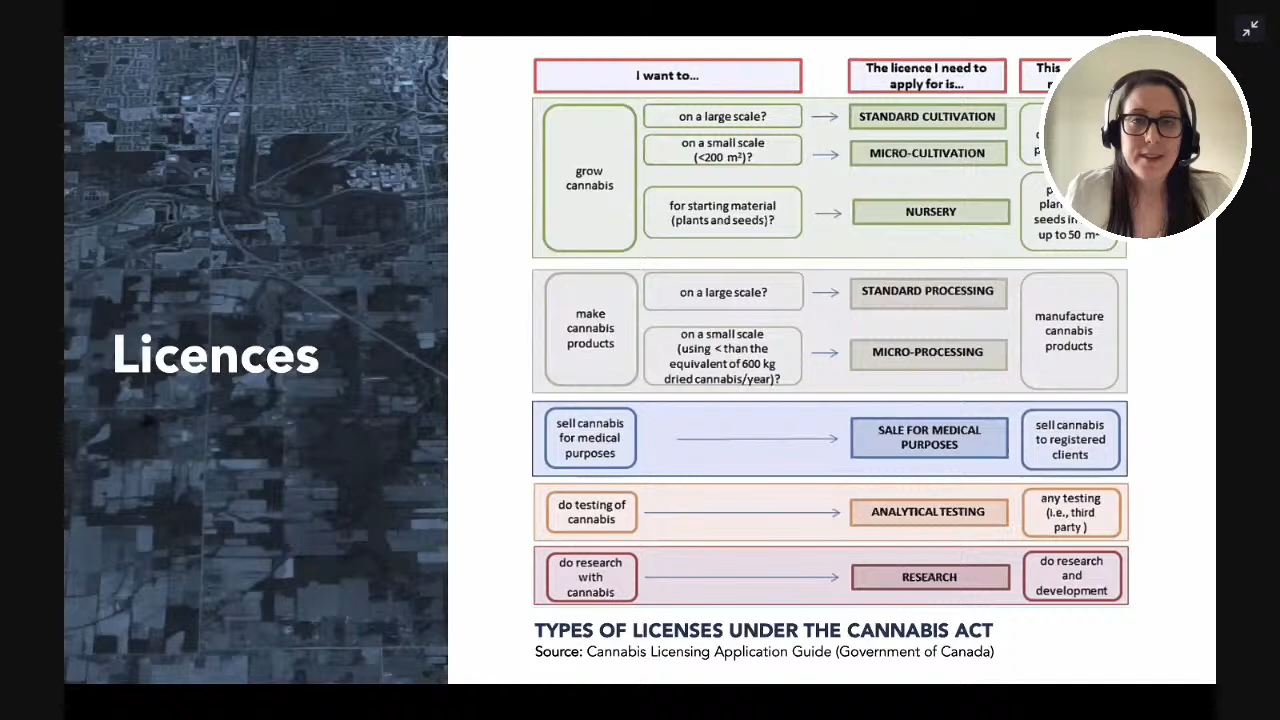 Licences
I want to...
The licence I need to
apply for is...
This
grow
cannabis
on a large scale?
STANDARD CULTIVATION
on a small scale
(<200 m²)?
MICRO-CULTIVATION
for starting material
(plants and seeds)?
NURSERY
seeds in
up to 50 m²
make
cannabis
products
on a large scale?
STANDARD PROCESSING
on a small scale
(using < than the
equivalent of 600 kg
dried cannabis/year)?
MICRO-PROCESSING
manufacture
cannabis
products
sell cannabis
for medical
purposes
SALE FOR MEDICAL
PURPOSES
sell cannabis
to registered
clients
do testing of
cannabis
ANALYTICAL TESTING
any testing
(i.e., third
party )
do research
with
cannabis
RESEARCH
do research
and
development
TYPES OF LICENSES UNDER THE CANNABIS ACT
Source: Cannabis Licensing Application Guide (Government of Canada)